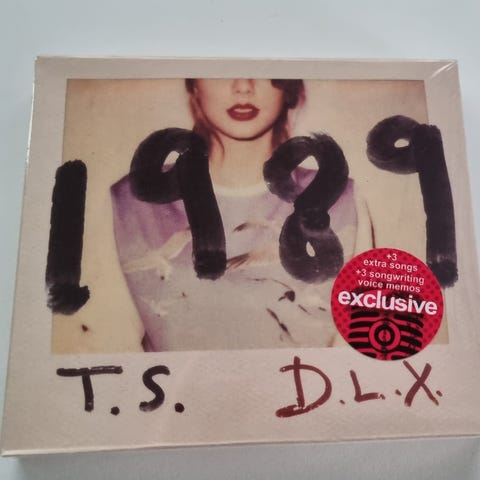 1989
+3
extra songs
+3 songwriting
voice memos
exclusive
T.S. D.L.X.